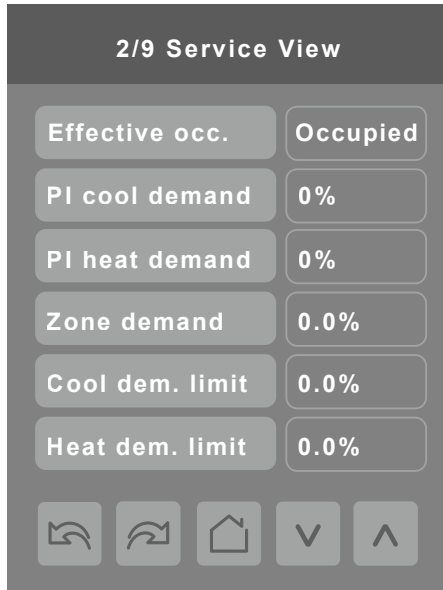 2/9 Service View
Effective occ. Occupied
PI cool demand 0%
PI heat demand 0%
Zone demand 0.0%
Cool dem. limit 0.0%
Heat dem. limit 0.0%